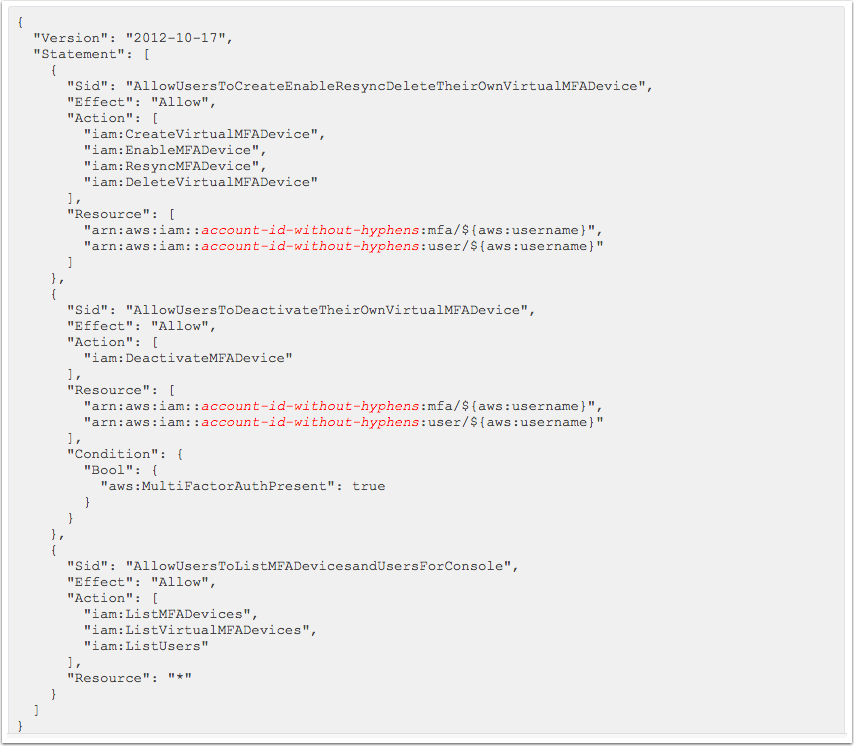 {
  "Version": "2012-10-17",
  "Statement": [
    {
      "Sid": "AllowUsersToCreateEnableResyncDeleteTheirOwnVirtualMFADevice",
      "Effect": "Allow",
      "Action": [
        "iam:CreateVirtualMFADevice",
        "iam:EnableMFADevice",
        "iam:ResyncMFADevice",
        "iam:DeleteVirtualMFADevice"
      ],
      "Resource": [
        "arn:aws:iam::account-id-without-hyphens:mfa/${aws:username}",
        "arn:aws:iam::account-id-without-hyphens:user/${aws:username}"
      ]
    },
    {
      "Sid": "AllowUsersToDeactivateTheirOwnVirtualMFADevice",
      "Effect": "Allow",
      "Action": [
        "iam:DeactivateMFADevice"
      ],
      "Resource": [
        "arn:aws:iam::account-id-without-hyphens:mfa/${aws:username}",
        "arn:aws:iam::account-id-without-hyphens:user/${aws:username}"
      ],
      "Condition": {
        "Bool": {
          "aws:MultiFactorAuthPresent": true
        }
      }
    },
    {
      "Sid": "AllowUsersToListMFADevicesandUsersForConsole",
      "Effect": "Allow",
      "Action": [
        "iam:ListMFADevices",
        "iam:ListVirtualMFADevices",
        "iam:ListUsers"
      ],
      "Resource": "*"
    }
  ]
}